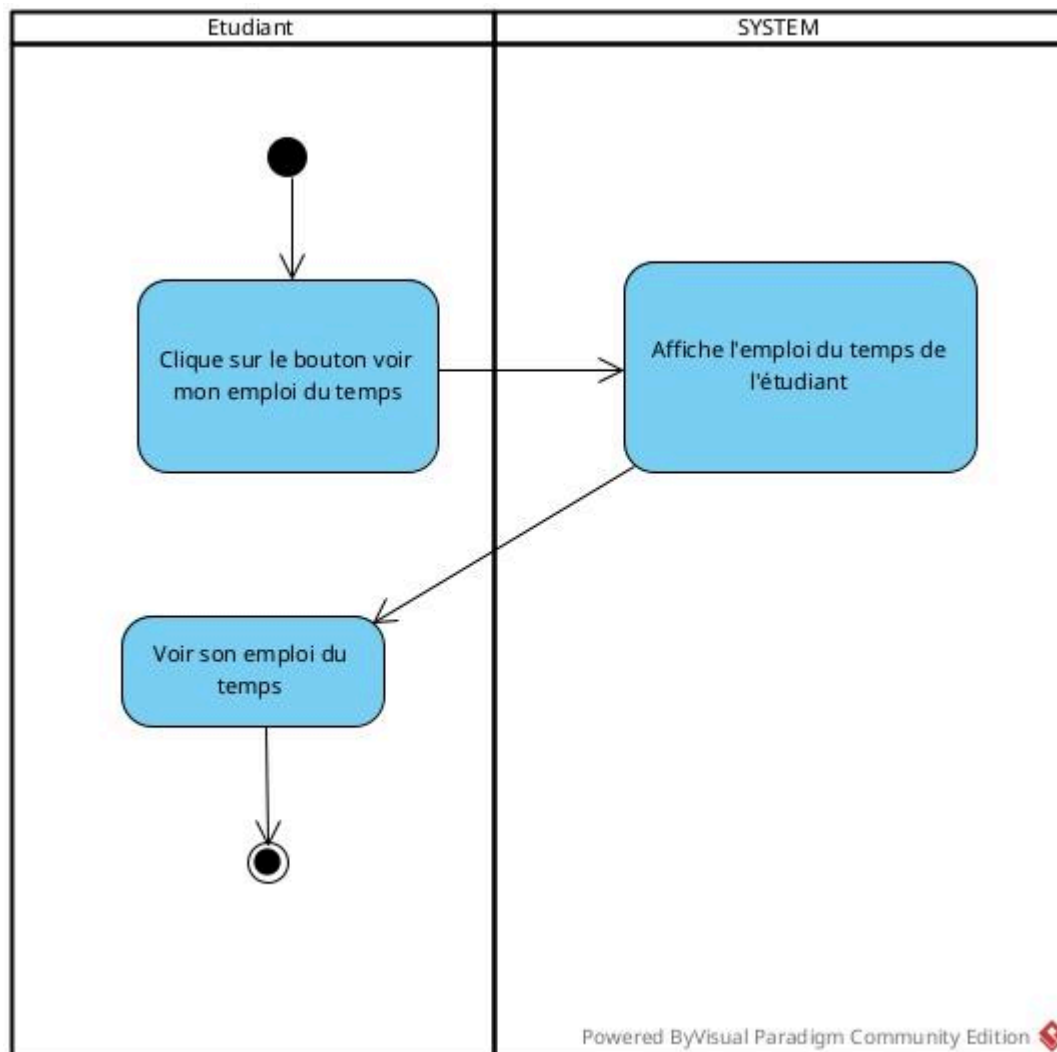 Etudiant
SYSTEM
Clique sur le bouton voir
mon emploi du temps
Affiche l'emploi du temps de
l'étudiant
Voir son emploi du
temps
Powered ByVisual Paradigm Community Edition